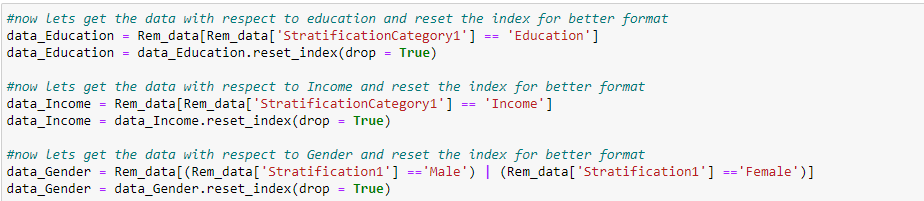 #now lets get the data with respect to education and reset the index for better format
data_Education = Rem_data[Rem_data['StratificationCategory1'] == 'Education']
data_Education = data_Education.reset_index(drop = True)
#now lets get the data with respect to Income and reset the index for better format
data_Income = Rem_data[Rem_data['StratificationCategory1'] == 'Income']
data_Income = data_Income.reset_index(drop = True)
#now lets get the data with respect to Gender and reset the index for better format
data_Gender = Rem_data[(Rem_data['Stratification1'] =='Male') | (Rem_data['Stratification1'] =='Female')]
data_Gender = data_Gender.reset_index(drop = True)